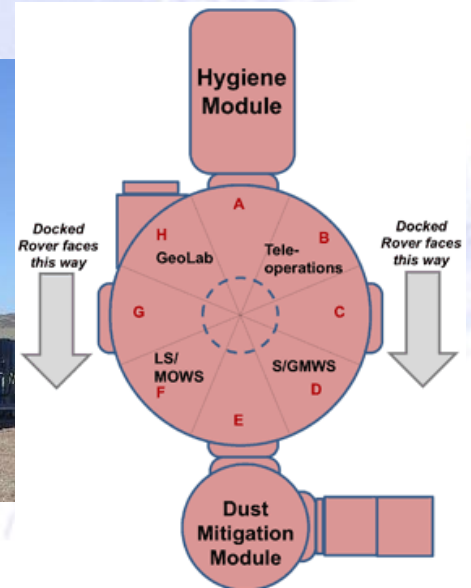 Hygiene
Module
A
Docked
Rover faces
this way
H
GeoLab
B
Tele-
operations
Docked
Rover faces
this way
G
C
LS/
MOWS
F
S/GMWS
D
E
Dust
Mitigation
Module